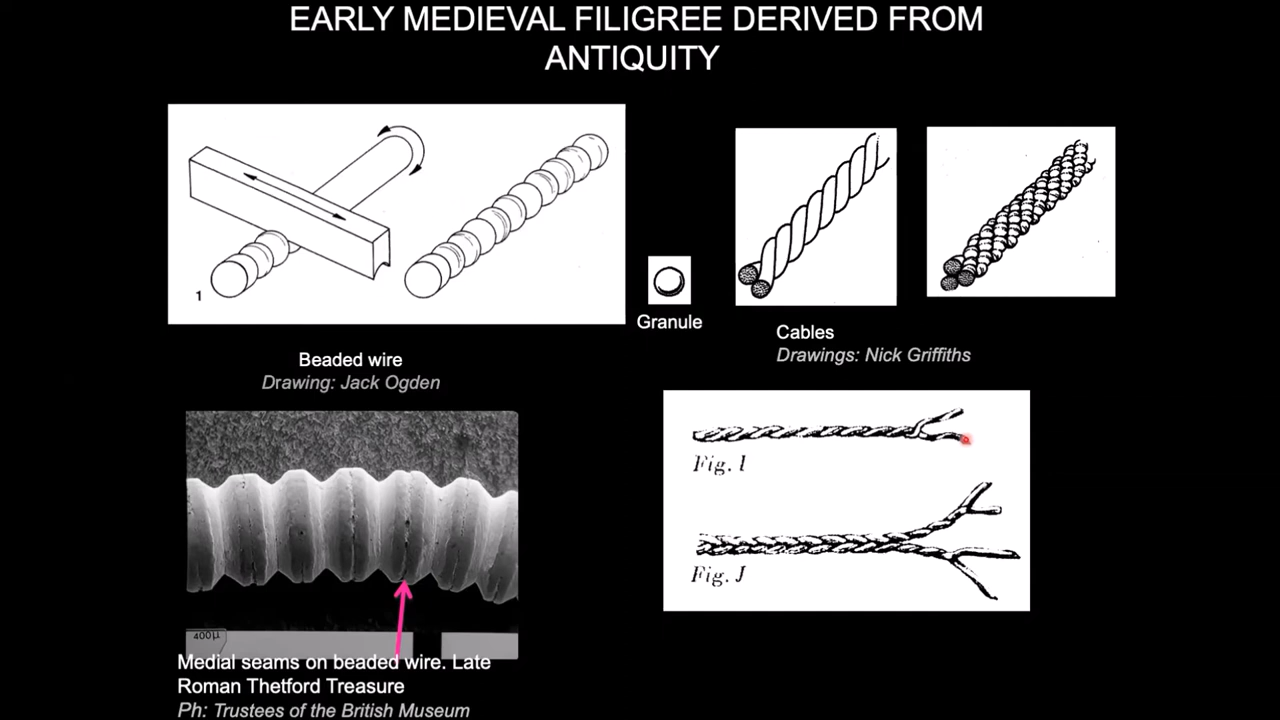 EARLY MEDIEVAL FILIGREE DERIVED FROM
ANTIQUITY
1
Granule
Cables
Drawings: Nick Griffiths
Beaded wire
Drawing: Jack Ogden
Fig. I
Fig. J
400µ
Medial seams on beaded wire. Late
Roman Thetford Treasure
Ph: Trustees of the British Museum